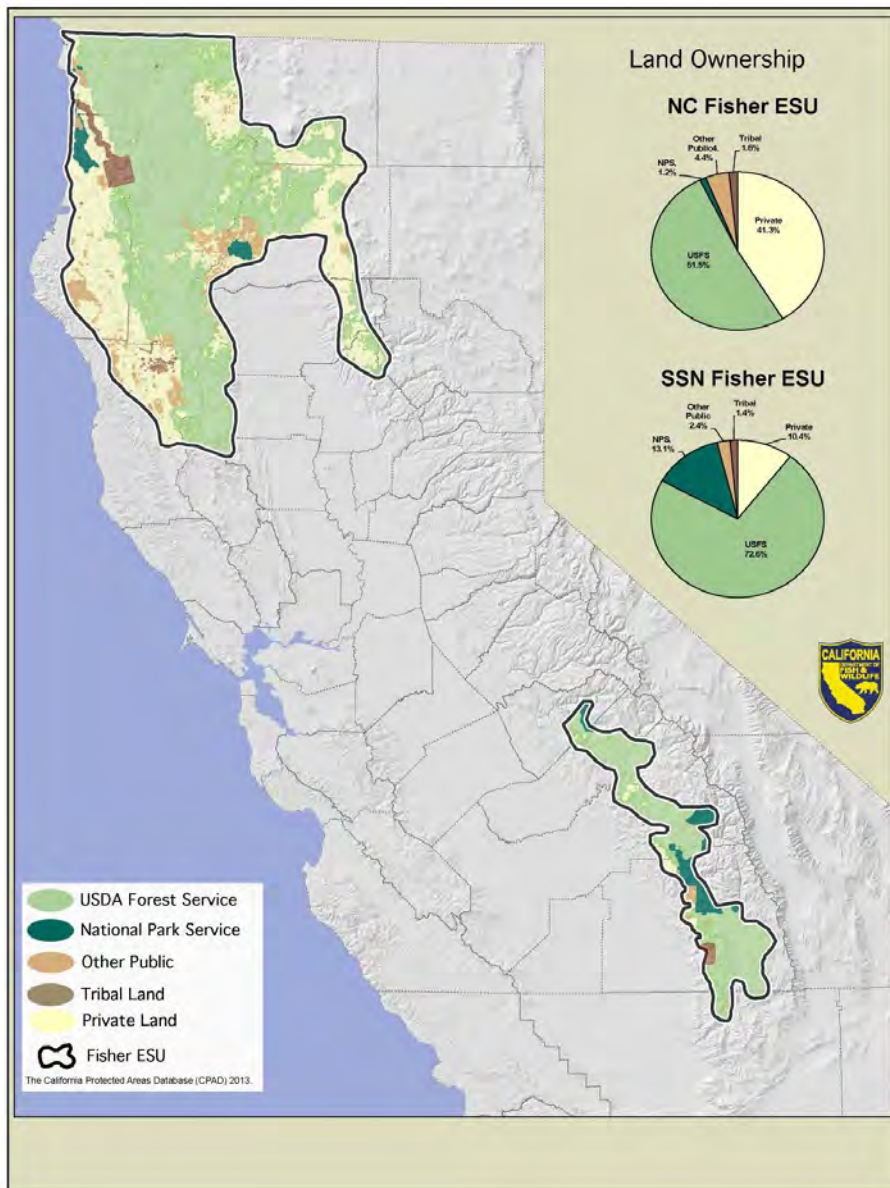 Land Ownership
NC Fisher ESU
Other
Public4.
4.4%
Tribal
1.6%
NPS.
1.2%
Private
41.3%
USFS
51.5%
SSN Fisher ESU
Other
Public
2.4%
Tribal
1.4%
Private
10.4%
NPS.
13.1%
USFS
72.6%
CALIFORNIA
DEPARTMENT OF
FISH &
WILDLIFE
USDA Forest Service
National Park Service
Other Public
Tribal Land
Private Land
Fisher ESU
The California Protected Areas Database (CPAD) 2013.